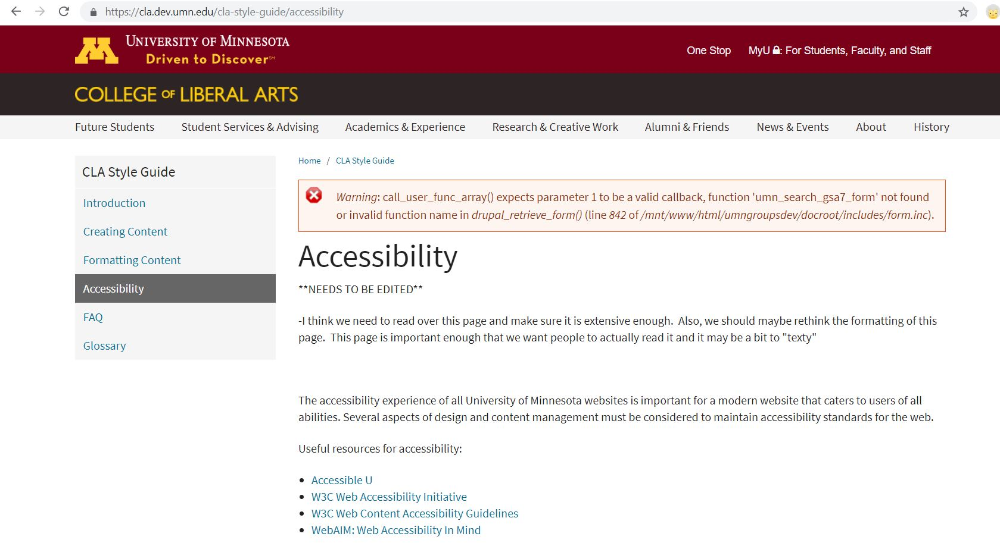 https://cla.dev.umn.edu/cla-style-guide/accessibility
UNIVERSITY OF MINNESOTA
Driven to Discover℠
One Stop
MyU : For Students, Faculty, and Staff
COLLEGE OF LIBERAL ARTS
Future Students
Student Services & Advising
Academics & Experience
Research & Creative Work
Alumni & Friends
News & Events
About
History
CLA Style Guide
Introduction
Creating Content
Formatting Content
Accessibility
FAQ
Glossary
Home / CLA Style Guide
Warning: call_user_func_array() expects parameter 1 to be a valid callback, function 'umn_search_gsa7_form' not found
or invalid function name in drupal_retrieve_form() (line 842 of /mnt/www/html/umngroupsdev/docroot/includes/form.inc).
Accessibility
**NEEDS TO BE EDITED**
-I think we need to read over this page and make sure it is extensive enough.  Also, we should maybe rethink the formatting of this
page.  This page is important enough that we want people to actually read it and it may be a bit to "texty"
The accessibility experience of all University of Minnesota websites is important for a modern website that caters to users of all
abilities. Several aspects of design and content management must be considered to maintain accessibility standards for the web.
Useful resources for accessibility:
• Accessible U
• W3C Web Accessibility Initiative
• W3C Web Content Accessibility Guidelines
• WebAIM: Web Accessibility In Mind